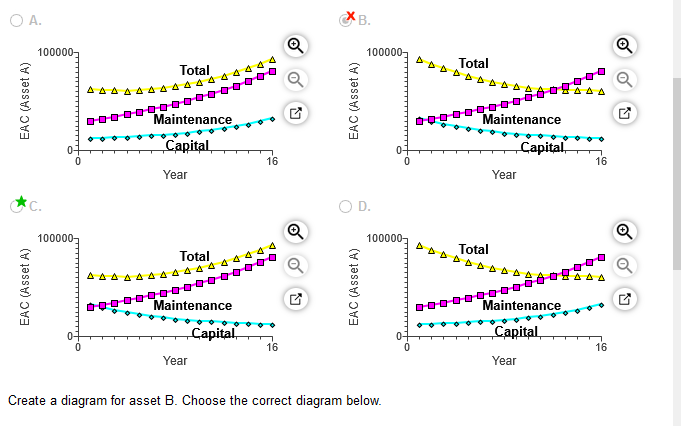 A.
B.
100000
EAC (Asset A)
Total
Maintenance
Capital
0
0
16
Year
100000
EAC (Asset A)
Total
Maintenance
Capital
0
0
16
Year
C.
D.
100000
EAC (Asset A)
Total
Maintenance
Capital
0
0
16
Year
100000
EAC (Asset A)
Total
Maintenance
Capital
0
0
16
Year
Create a diagram for asset B. Choose the correct diagram below.